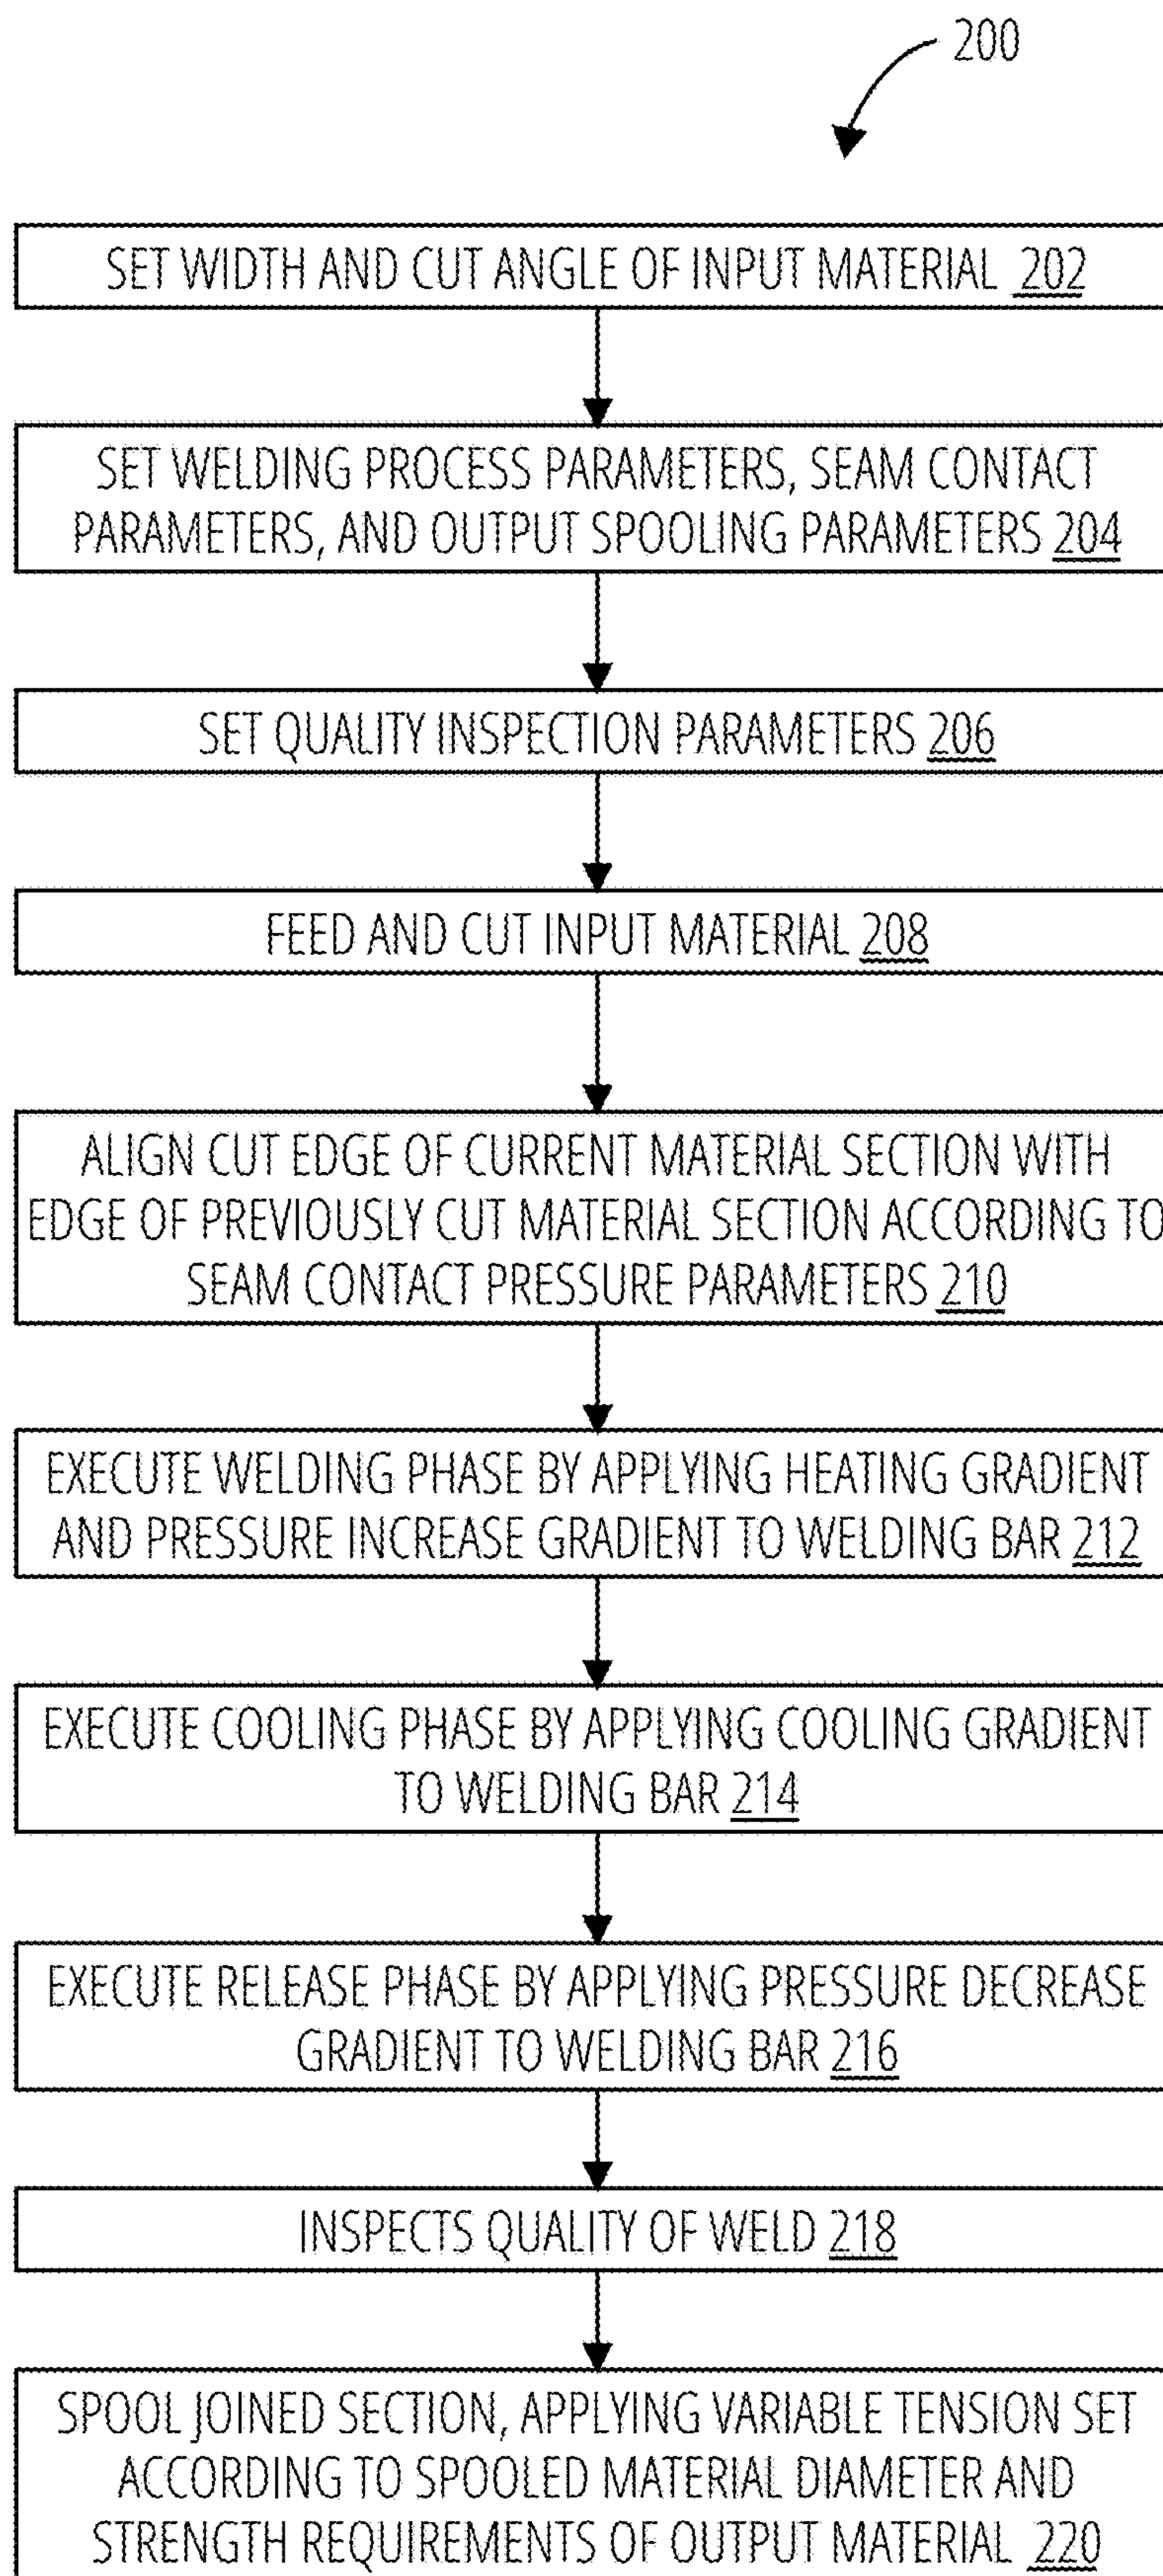 200
SET WIDTH AND CUT ANGLE OF INPUT MATERIAL 202
SET WELDING PROCESS PARAMETERS, SEAM CONTACT
PARAMETERS, AND OUTPUT SPOOLING PARAMETERS 204
SET QUALITY INSPECTION PARAMETERS 206
FEED AND CUT INPUT MATERIAL 208
ALIGN CUT EDGE OF CURRENT MATERIAL SECTION WITH
EDGE OF PREVIOUSLY CUT MATERIAL SECTION ACCORDING TO
SEAM CONTACT PRESSURE PARAMETERS 210
EXECUTE WELDING PHASE BY APPLYING HEATING GRADIENT
AND PRESSURE INCREASE GRADIENT TO WELDING BAR 212
EXECUTE COOLING PHASE BY APPLYING COOLING GRADIENT
TO WELDING BAR 214
EXECUTE RELEASE PHASE BY APPLYING PRESSURE DECREASE
GRADIENT TO WELDING BAR 216
INSPECTS QUALITY OF WELD 218
SPOOL JOINED SECTION, APPLYING VARIABLE TENSION SET
ACCORDING TO SPOOLED MATERIAL DIAMETER AND
STRENGTH REQUIREMENTS OF OUTPUT MATERIAL 220